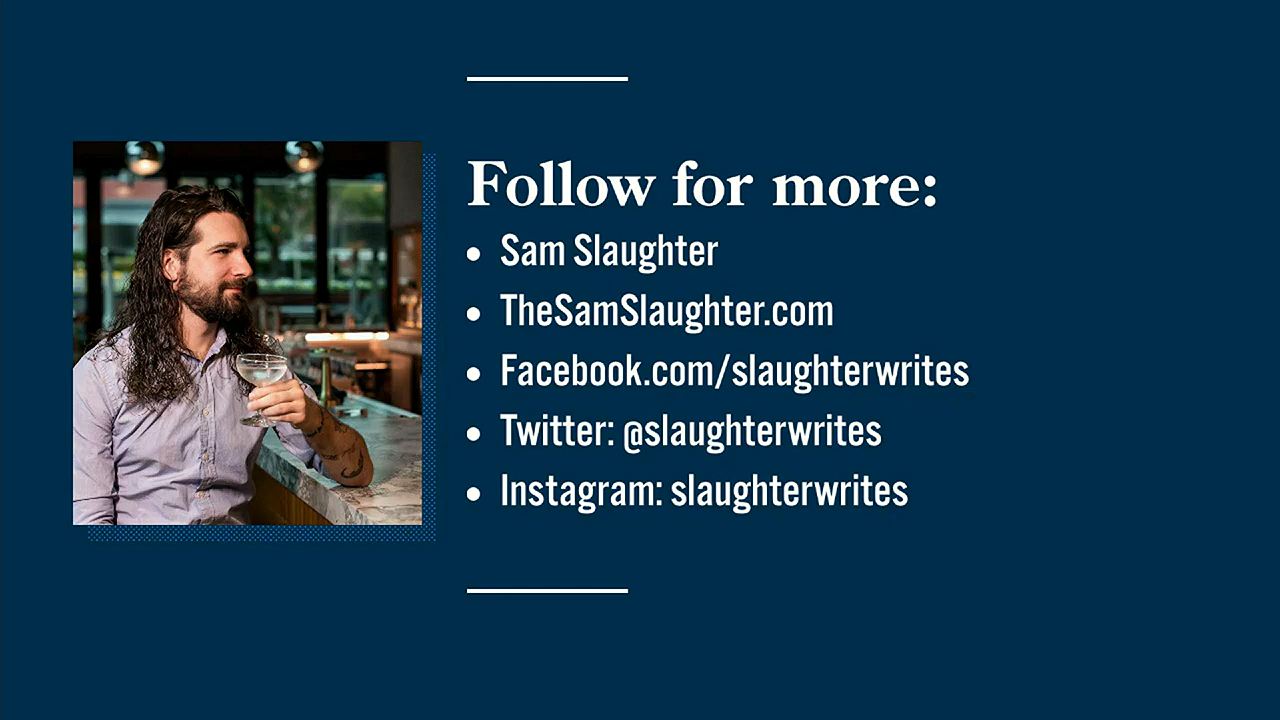 Follow for more:
• Sam Slaughter
• TheSamSlaughter.com
• Facebook.com/slaughterwrites
• Twitter: @slaughterwrites
• Instagram: slaughterwrites